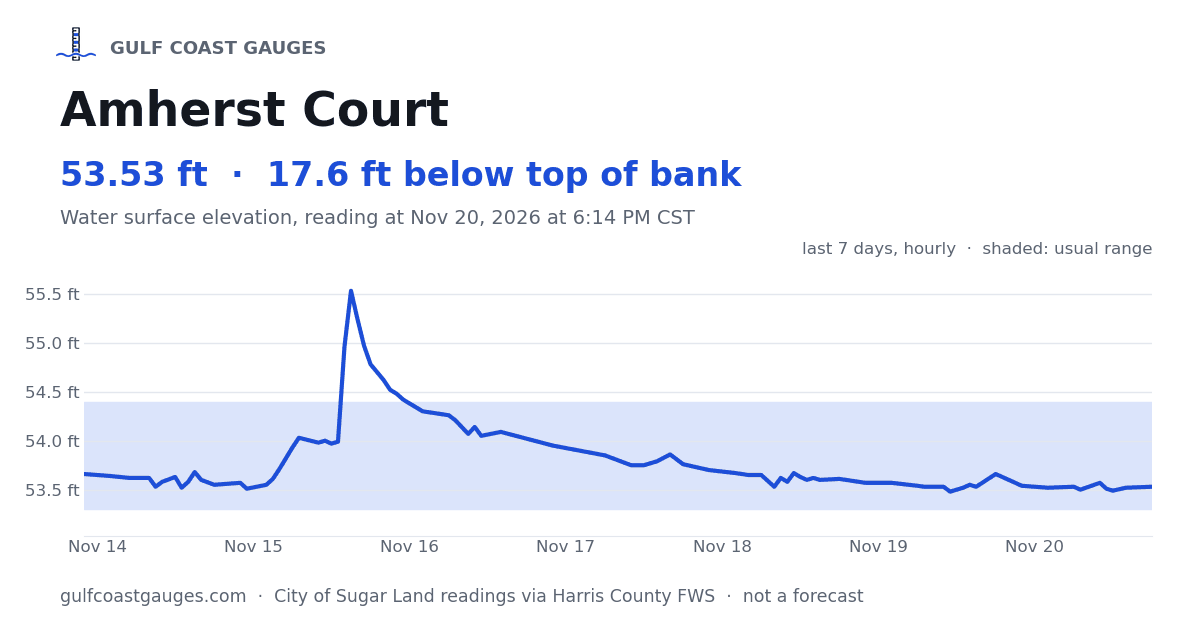 GULF COAST GAUGES
Amherst Court
53.53 ft · 17.6 ft below top of bank
Water surface elevation, reading at Nov 20, 2026 at 6:14 PM CST
last 7 days, hourly · shaded: usual range
55.5 ft
55.0 ft
54.5 ft
54.0 ft
53.5 ft
Nov 14 Nov 15 Nov 16 Nov 17 Nov 18 Nov 19 Nov 20
gulfcoastgauges.com · City of Sugar Land readings via Harris County FWS · not a forecast